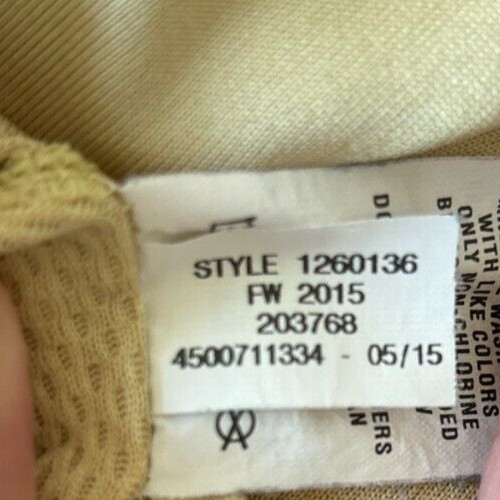 STYLE 1260136
FW 2015
203768
4500711334 - 05/15
WITH LIKE COLORS
ONLY NON-CHLORINE